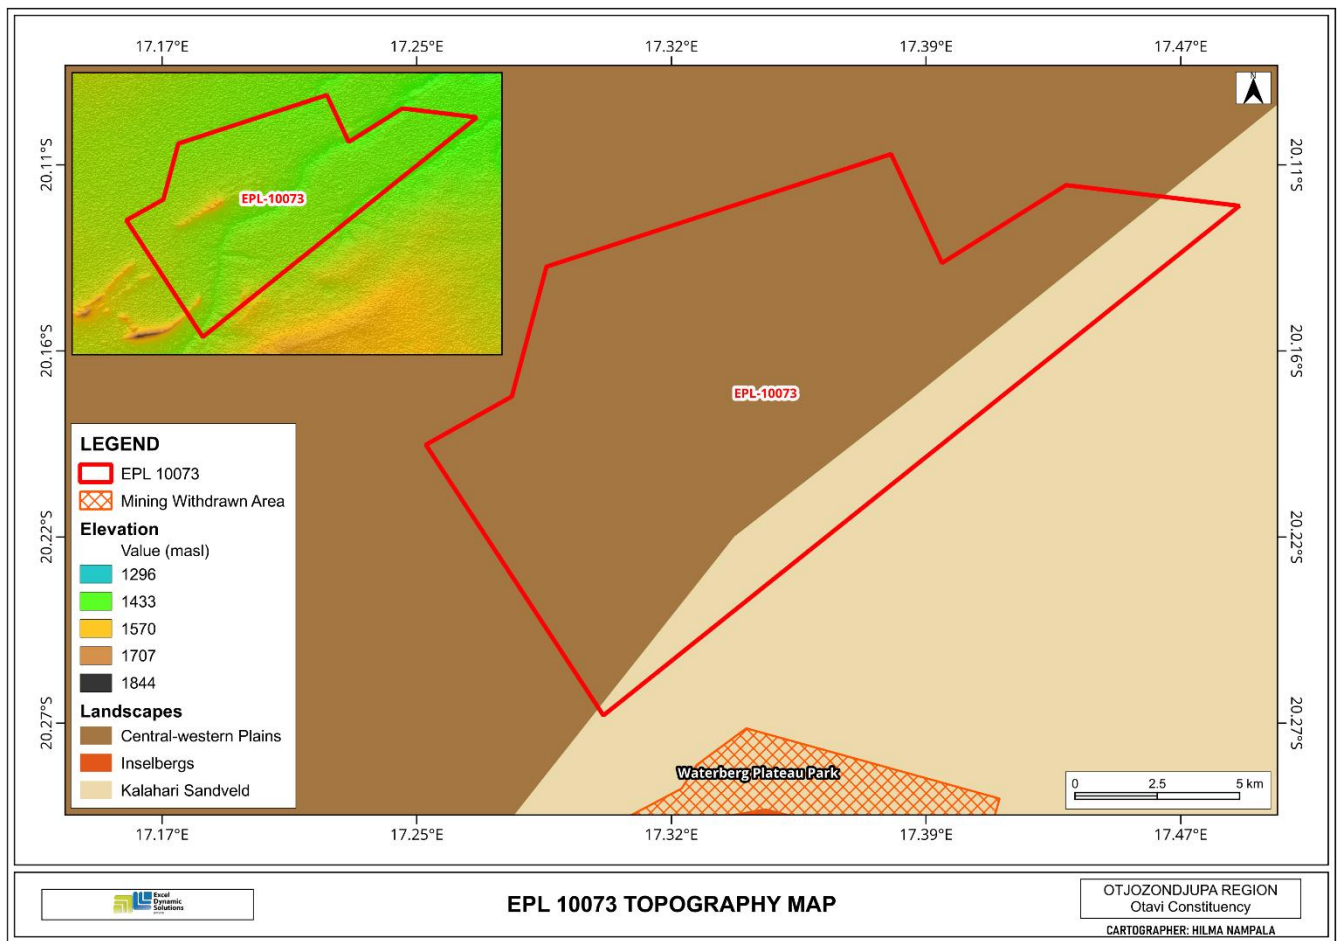 17.17°E 17.25°E 17.32°E 17.39°E 17.47°E
N
EPL-10073
20.11°S 20.11°S
20.16°S 20.16°S
EPL-10073
LEGEND
EPL 10073
Mining Withdrawn Area
Elevation
Value (masl)
1296
1433
1570
1707
1844
Landscapes
Central-western Plains
Inselbergs
Kalahari Sandveld
20.22°S 20.22°S
20.27°S 20.27°S
Waterberg Plateau Park
0 2.5 5 km
17.17°E 17.25°E 17.32°E 17.39°E 17.47°E
Excel
Dynamic
Solutions
EPL 10073 TOPOGRAPHY MAP
OTJOZONDJUPA REGION
Otavi Constituency
CARTOGRAPHER: HILMA NAMPALA